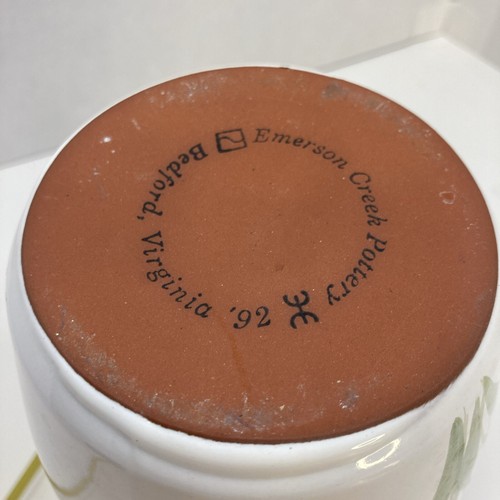 Emerson Creek Pottery
Bedford, Virginia '92